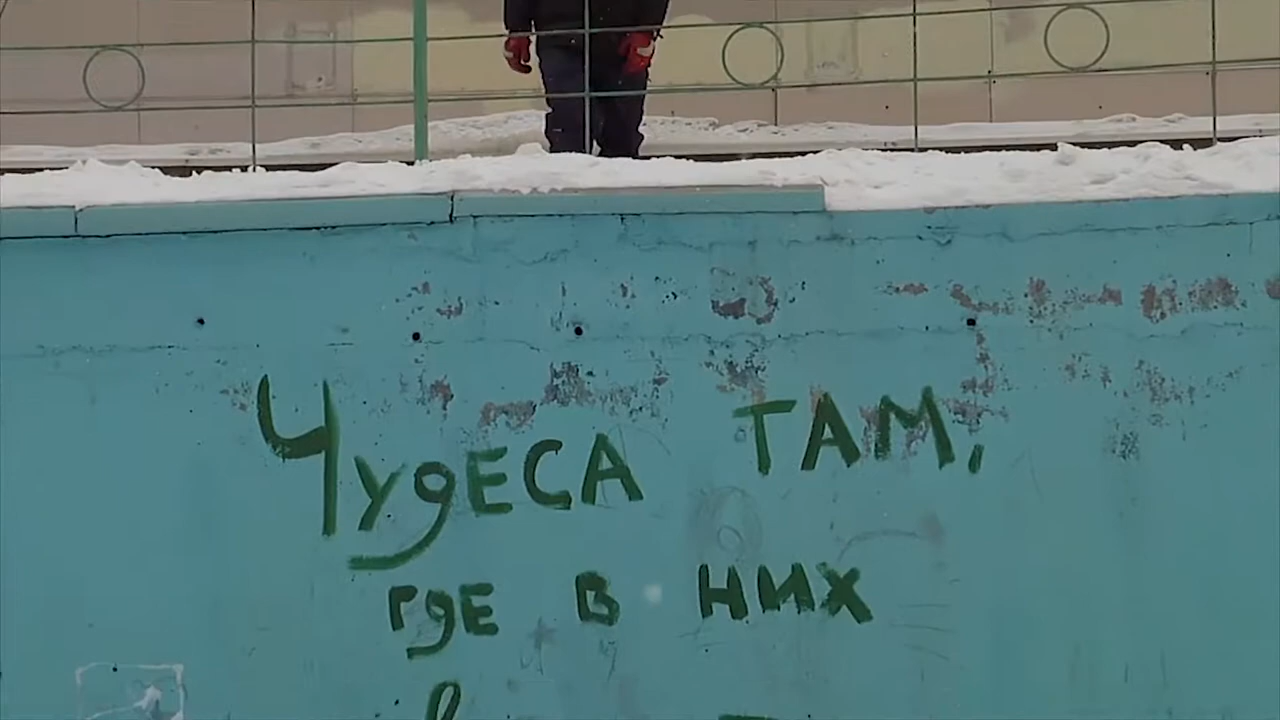 Чудеса там,
где в них